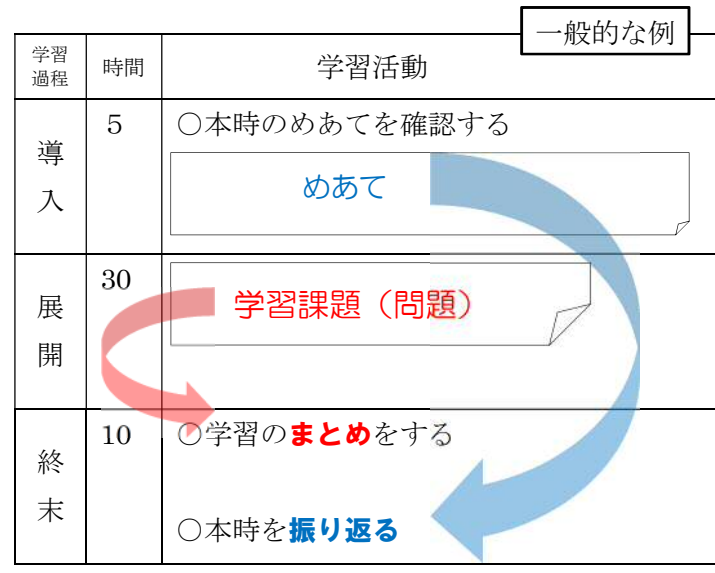 一般的な例
学習
過程
時間
学習活動
導
入
5
○本時のめあてを確認する
めあて
展
開
30
学習課題（問題）
終
末
10
○学習のまとめをする
○本時を振り返る